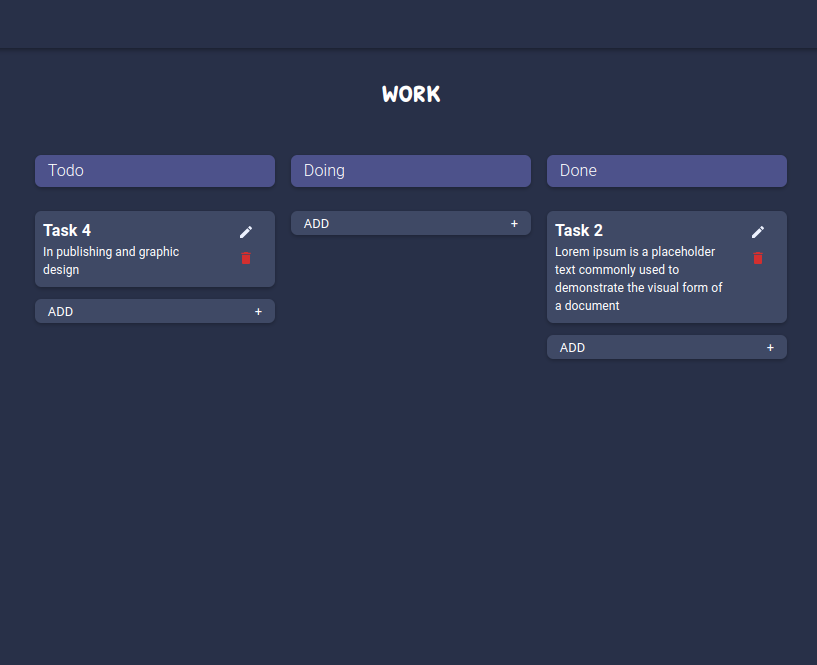 WORK
Todo
Task 4
In publishing and graphic
design
ADD +
Doing
ADD +
Done
Task 2
Lorem ipsum is a placeholder
text commonly used to
demonstrate the visual form of
a document
ADD +